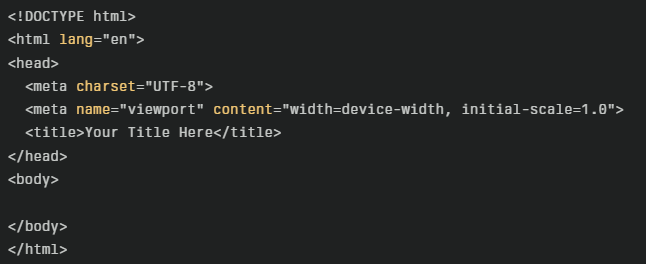 <!DOCTYPE html>
<html lang="en">
<head>
  <meta charset="UTF-8">
  <meta name="viewport" content="width=device-width, initial-scale=1.0">
  <title>Your Title Here</title>
</head>
<body>

</body>
</html>